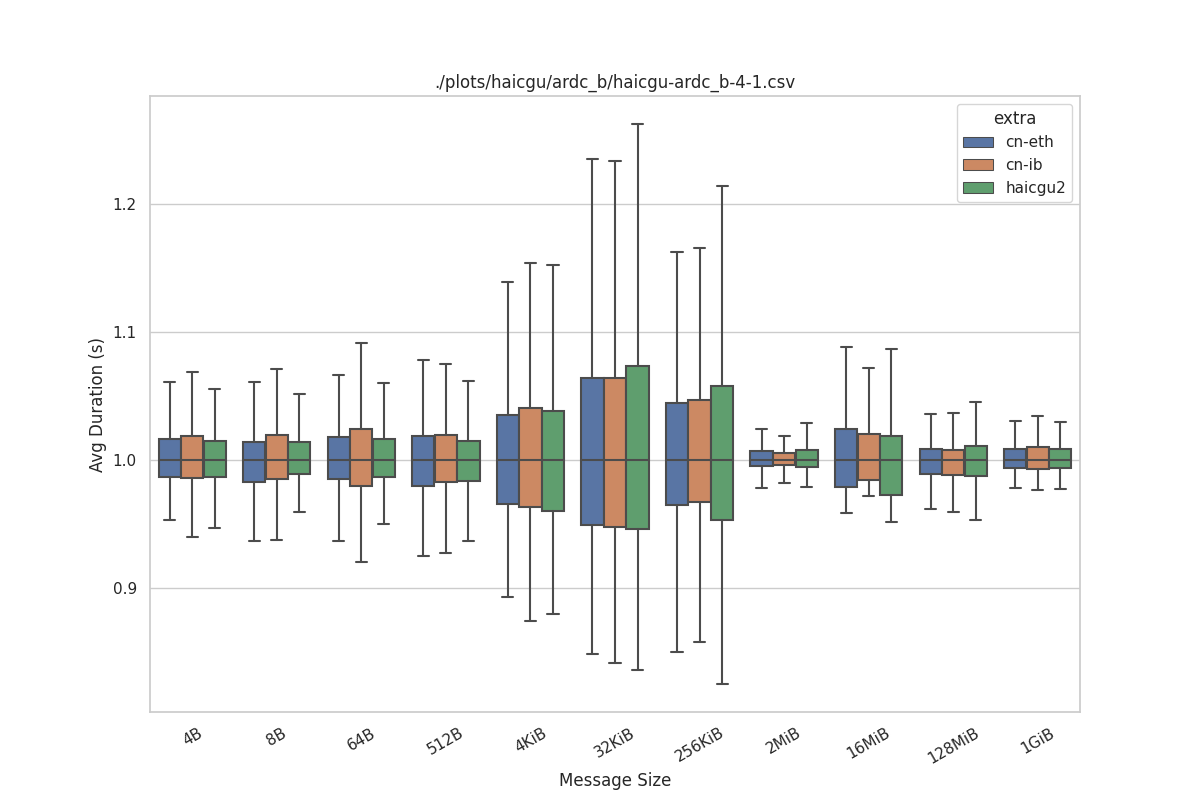 ./plots/haicgu/ardc_b/haicgu-ardc_b-4-1.csv
extra
cn-eth
cn-ib
haicgu2
Avg Duration (s)
1.2
1.1
1.0
0.9
4B 8B 64B 512B 4KiB 32KiB 256KiB 2MiB 16MiB 128MiB 1GiB
Message Size